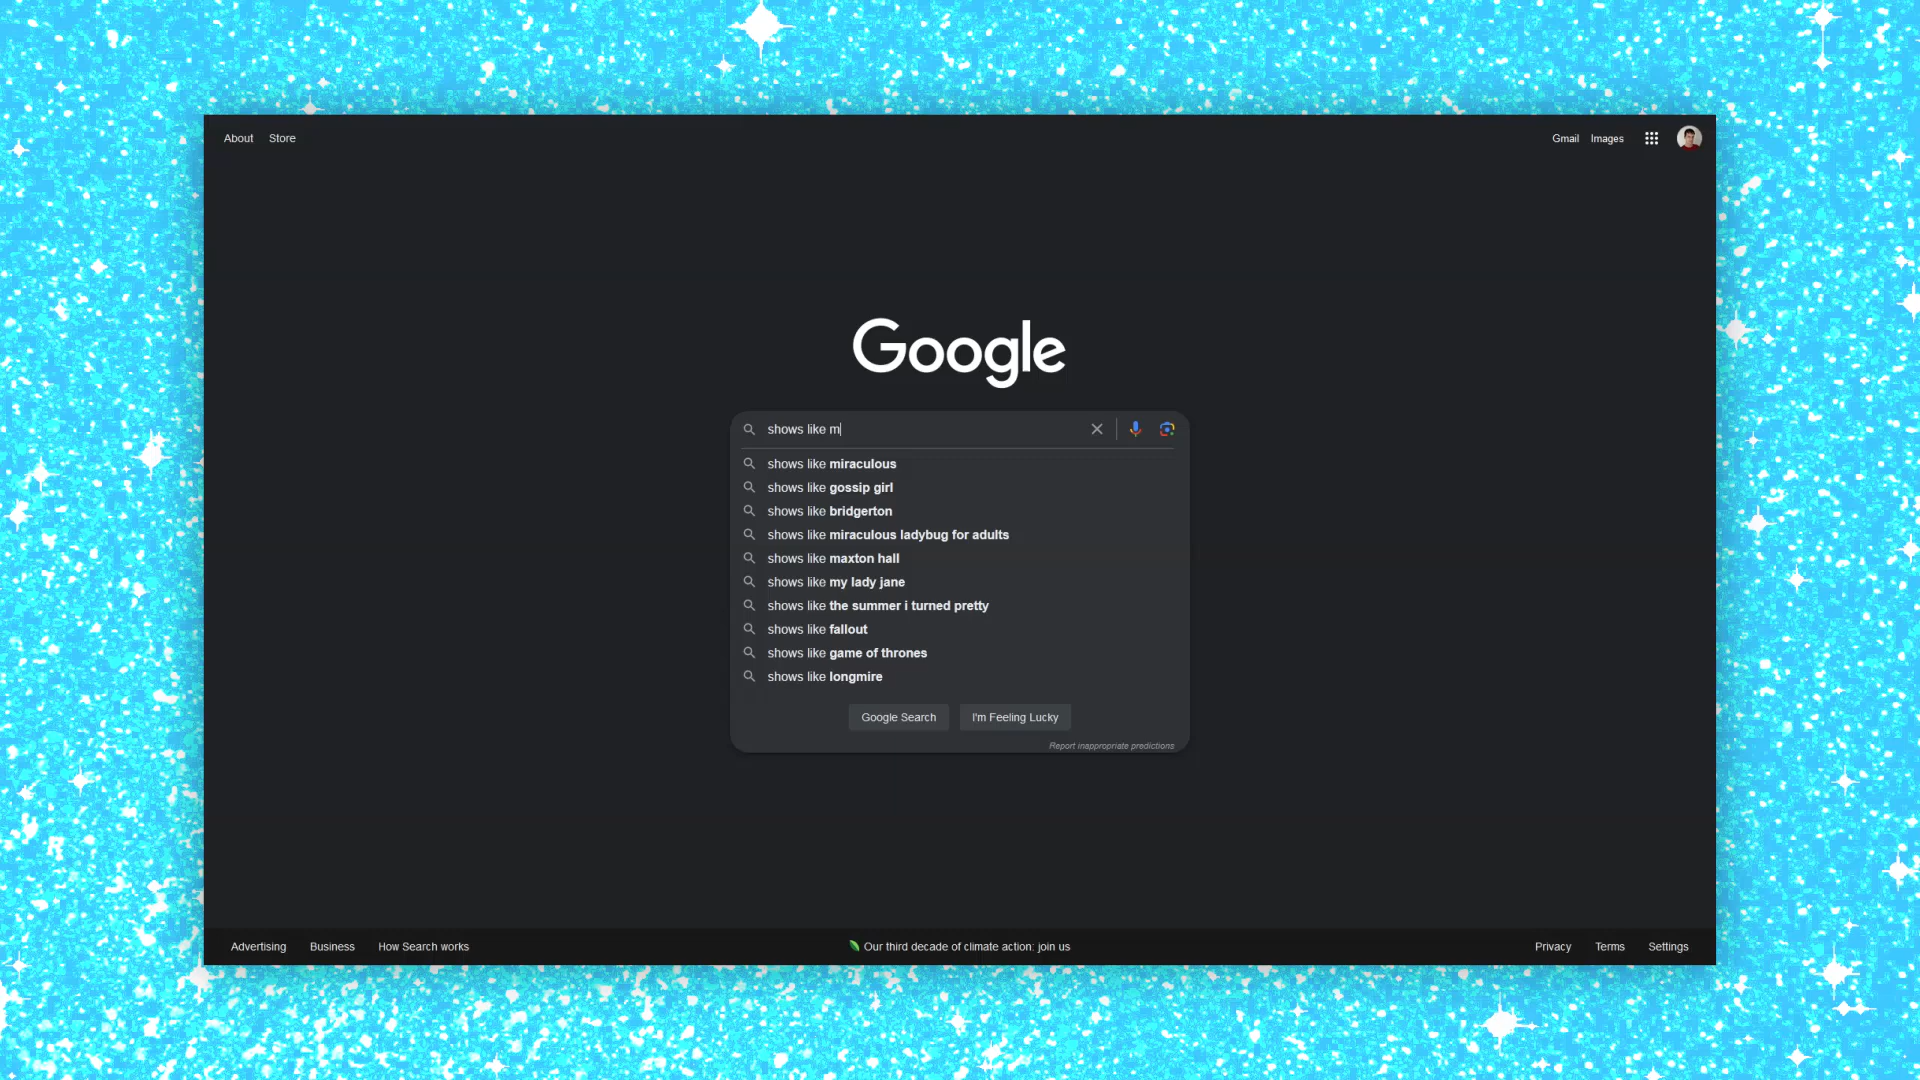 About Store
Gmail Images
Google
shows like m
shows like miraculous
shows like gossip girl
shows like bridgerton
shows like miraculous ladybug for adults
shows like maxton hall
shows like my lady jane
shows like the summer i turned pretty
shows like fallout
shows like game of thrones
shows like longmire
Google Search I'm Feeling Lucky
Report inappropriate predictions
Advertising Business How Search works Our third decade of climate action: join us Privacy Terms Settings